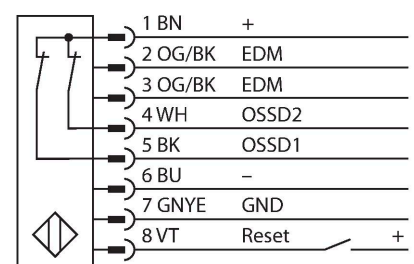 1 BN +
2 OG/BK EDM
3 OG/BK EDM
4 WH OSSD2
5 BK OSSD1
6 BU –
7 GNYE GND
8 VT Reset +